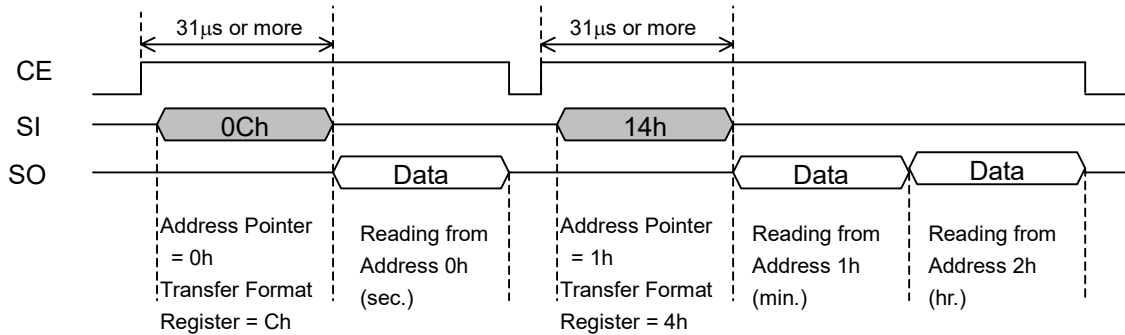 31μs or more 31μs or more
CE
SI 0Ch 14h
SO Data Data Data
Address Pointer
= 0h
Transfer Format
Register = Ch
Reading from
Address 0h
(sec.)
Address Pointer
= 1h
Transfer Format
Register = 4h
Reading from
Address 1h
(min.)
Reading from
Address 2h
(hr.)